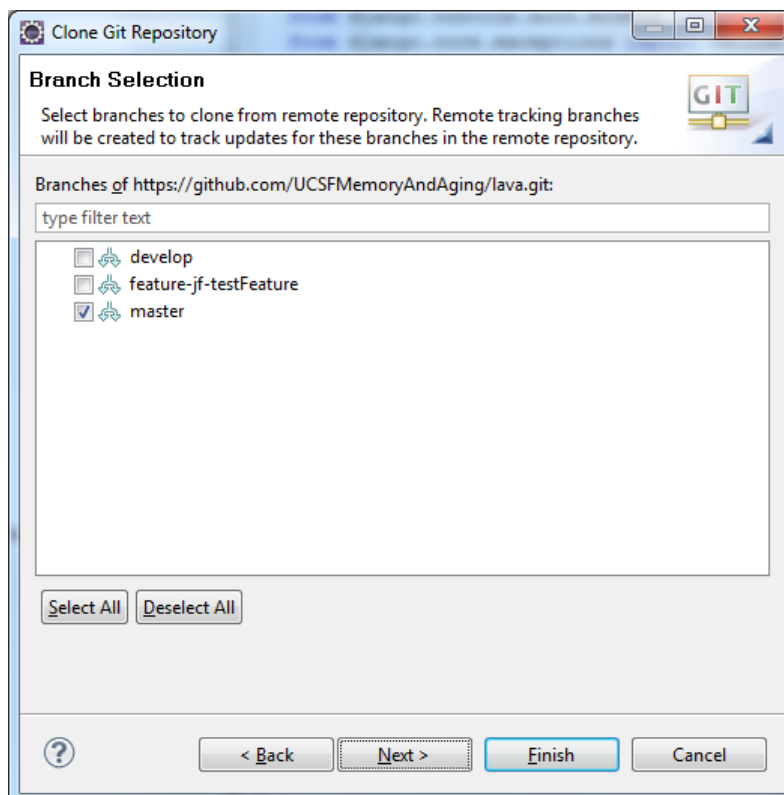 Clone Git Repository
Branch Selection
Select branches to clone from remote repository. Remote tracking branches
will be created to track updates for these branches in the remote repository.
GIT
Branches of https://github.com/UCSFMemoryAndAging/lava.git:
type filter text
develop
feature-jf-testFeature
master
Select All Deselect All
? < Back Next > Finish Cancel